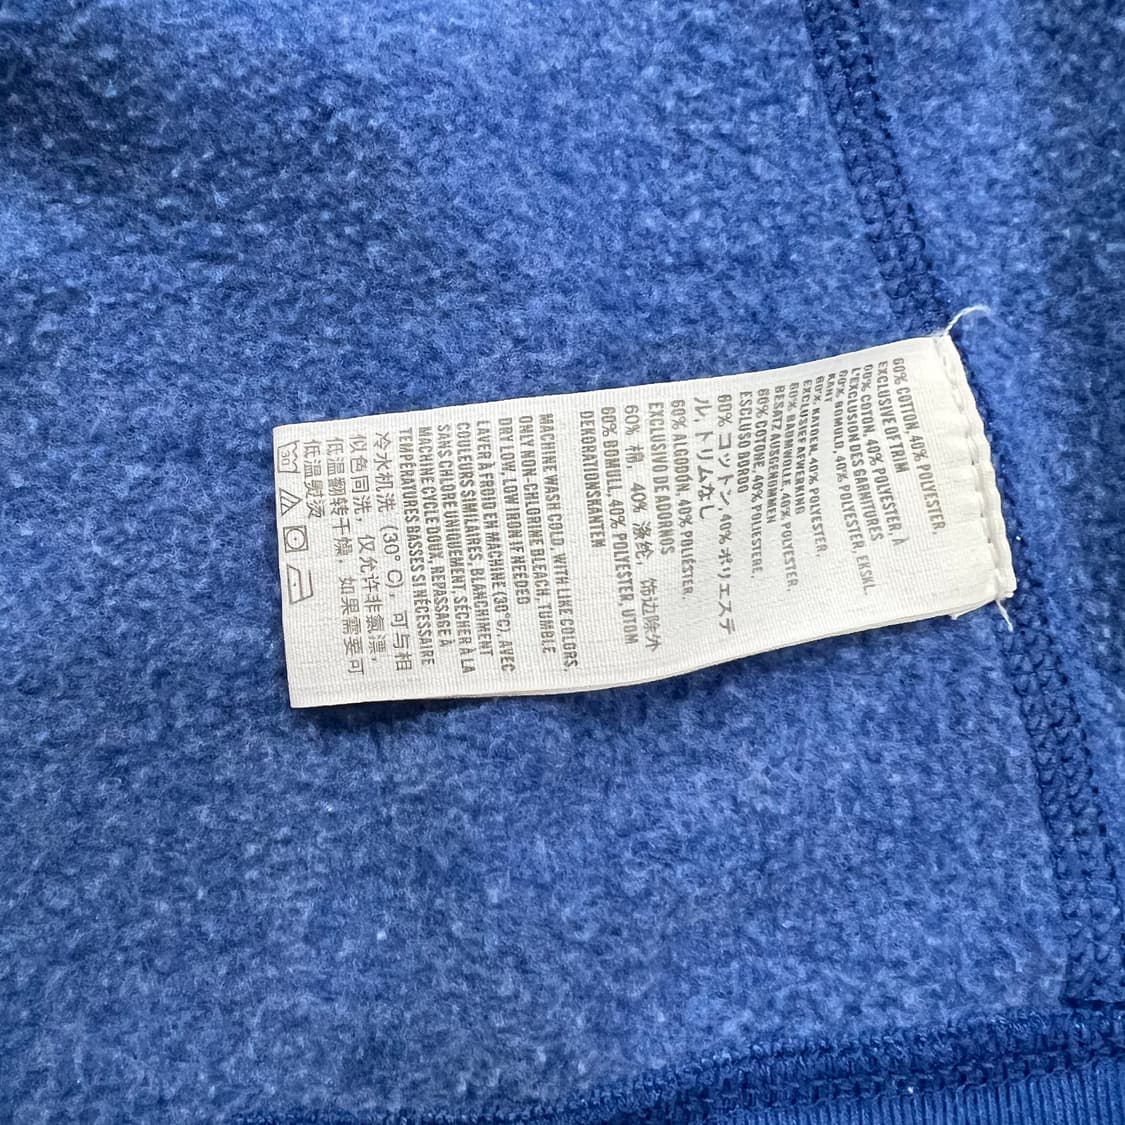 60% COTTON, 40% POLYESTER,
EXCLUSIVE OF TRIM
60% COTON, 40% POLYESTER, À
L'EXCLUSION DES GARNITURES
60% BOMULD, 40% POLYESTER, EKSKL.
KANT
60% KATOEN, 40% POLYESTER,
EXCLUSIEF AFWERKING
60% BAUMWOLLE, 40% POLYESTER,
BESATZ AUSGENOMMEN
60% COTONE, 40% POLIESTERE,
ESCLUSO BORDO
60% コットン, 40% ポリエステ
ル, トリムなし
60% ALGODÓN, 40% POLIÉSTER,
EXCLUSIVO DE ADORNOS
60% 棉, 40% 涤纶, 饰边除外
60% BOMULL, 40% POLYESTER, UTOM
DEKORATIONSKANTEN
MACHINE WASH COLD, WITH LIKE COLORS.
ONLY NON-CHLORINE BLEACH, TUMBLE
DRY LOW, LOW IRON IF NEEDED
LAVER À FROID EN MACHINE (30°C), AVEC
COULEURS SIMILAIRES, BLANCHIMENT
SANS CHLORE UNIQUEMENT, SÉCHER À LA
MACHINE CYCLE DOUX, REPASSAGE À
TEMPÉRATURES BASSES SI NÉCESSAIRE
冷水机洗 (30° C), 可与相
似色同洗, 仅允许非氯漂,
低温翻转干燥, 如果需要可
低温熨烫
30